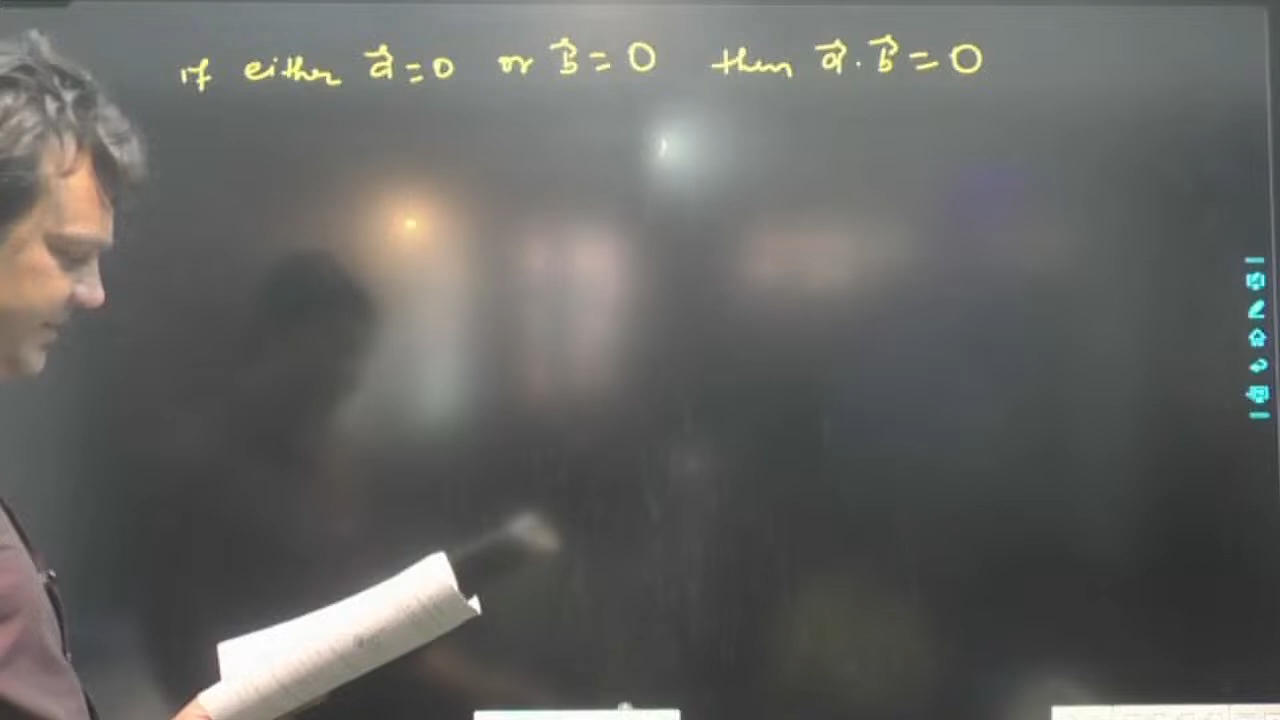 if either a⃗=0 or b⃗=0 then a⃗.b⃗=0